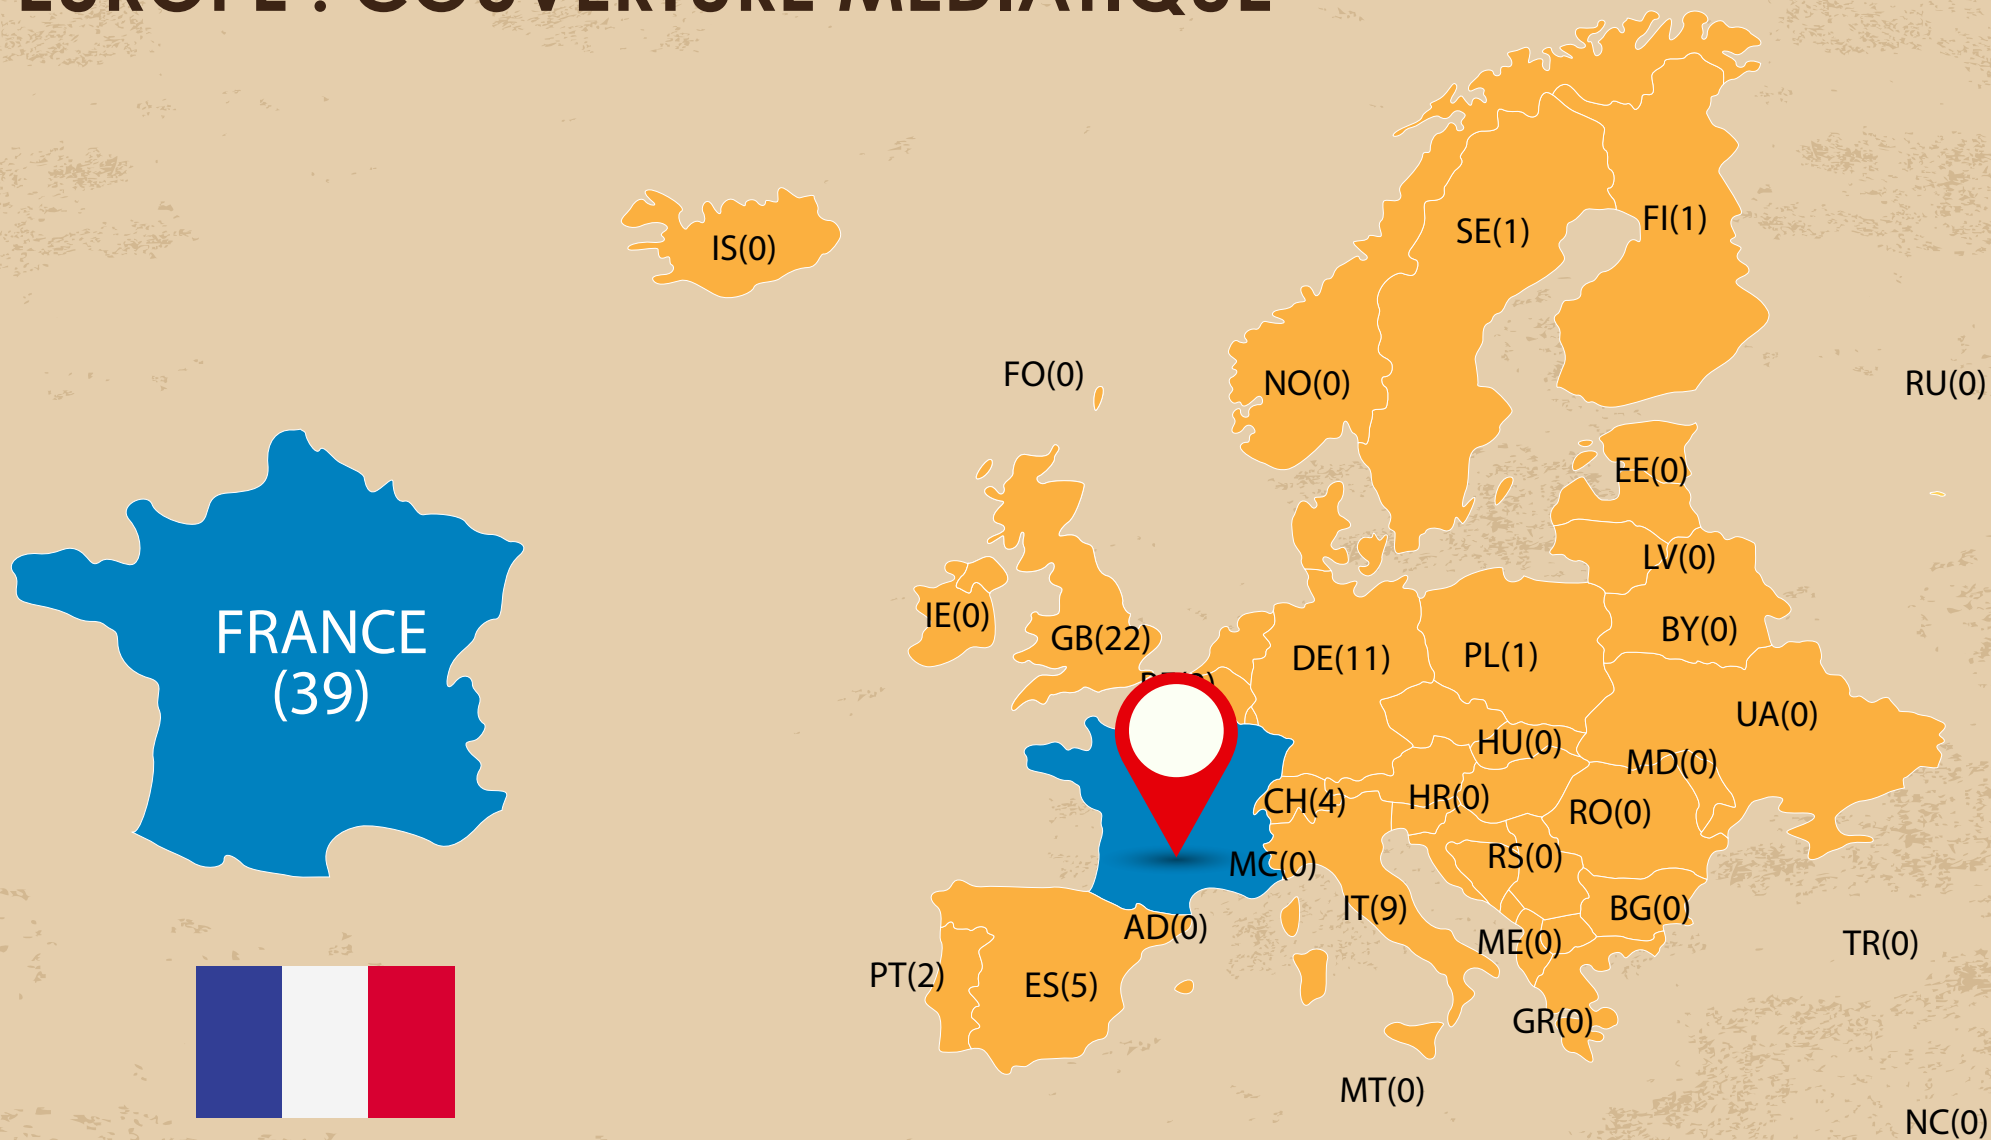 EUROPE : COUVERTURE MÉDIATIQUE
IS(0)
SE(1)
FI(1)
FO(0)
NO(0)
RU(0)
EE(0)
LV(0)
IE(0)
GB(22)
BY(0)
DE(11)
PL(1)
FRANCE
(39)
UA(0)
HU(0)
MD(0)
CH(4)
HR(0)
RO(0)
MC(0)
RS(0)
IT(9)
BG(0)
AD(0)
ME(0)
TR(0)
PT(2)
ES(5)
GR(0)
MT(0)
NC(0)